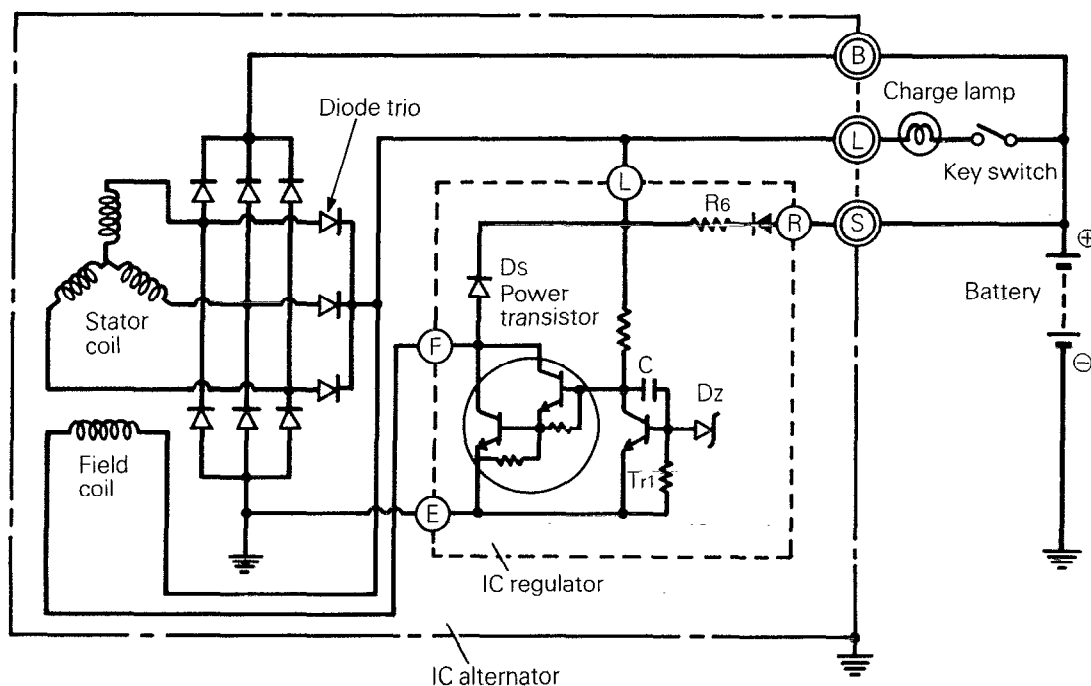 B
Charge lamp
Diode trio
L
Key switch
L
R6
R
S
⊕
Ds
Power
transistor
Battery
Stator
coil
F
C
Dz
⊖
Field
coil
Tr1
E
IC regulator
IC alternator